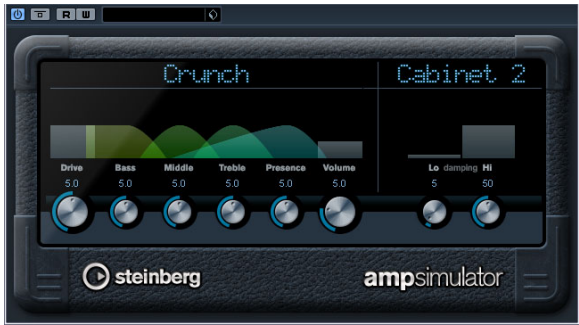 R W
Crunch Cabinet 2
Drive Bass Middle Treble Presence Volume Lo damping Hi
5.0 5.0 5.0 5.0 5.0 5.0 5 50
steinberg ampsimulator